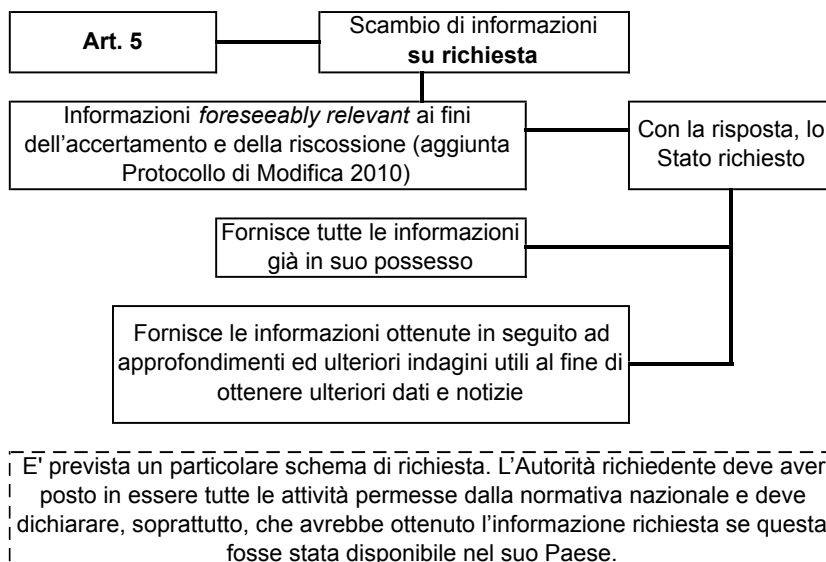 Art. 5
Scambio di informazioni
su richiesta
Informazioni foreseeably relevant ai fini
dell'accertamento e della riscossione (aggiunta
Protocollo di Modifica 2010)
Con la risposta, lo
Stato richiesto
Fornisce tutte le informazioni
già in suo possesso
Fornisce le informazioni ottenute in seguito ad
approfondimenti ed ulteriori indagini utili al fine di
ottenere ulteriori dati e notizie
E' prevista un particolare schema di richiesta. L'Autorità richiedente deve aver
posto in essere tutte le attività permesse dalla normativa nazionale e deve
dichiarare, soprattutto, che avrebbe ottenuto l'informazione richiesta se questa
fosse stata disponibile nel suo Paese.